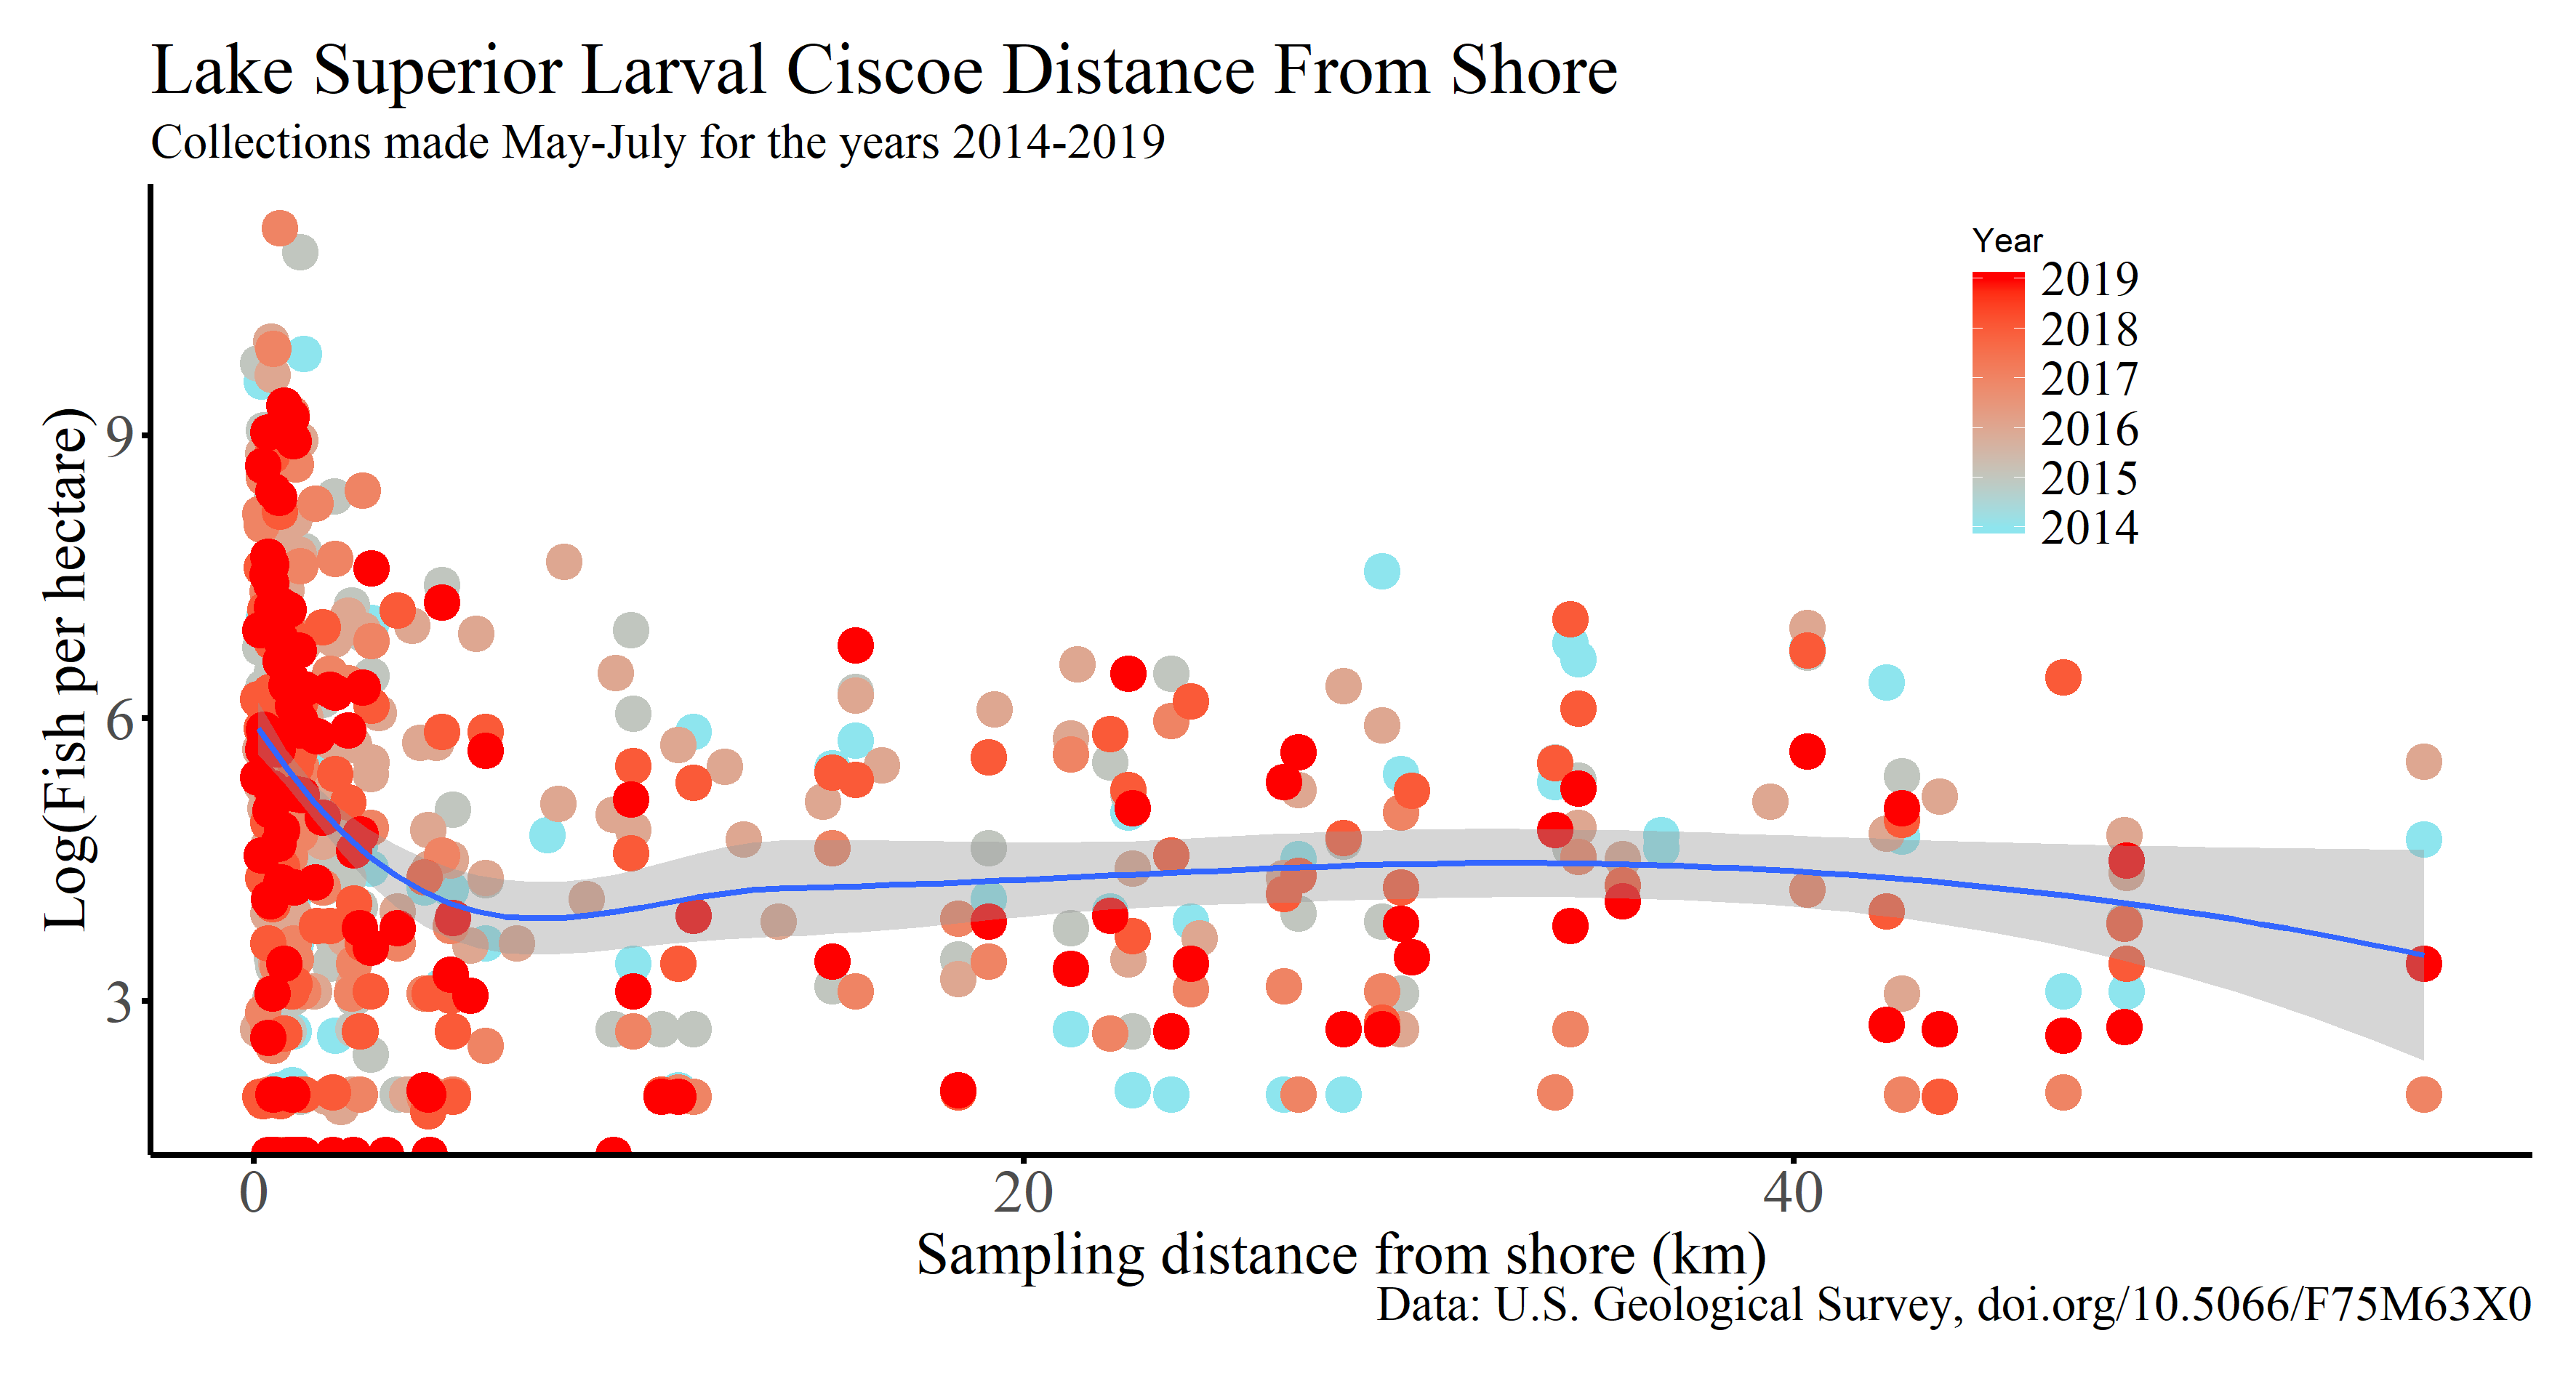 Lake Superior Larval Ciscoe Distance From Shore
Collections made May-July for the years 2014-2019
Year
2019
2018
2017
2016
2015
2014
Log(Fish per hectare)
9
6
3
0
20
40
Sampling distance from shore (km)
Data: U.S. Geological Survey, doi.org/10.5066/F75M63X0